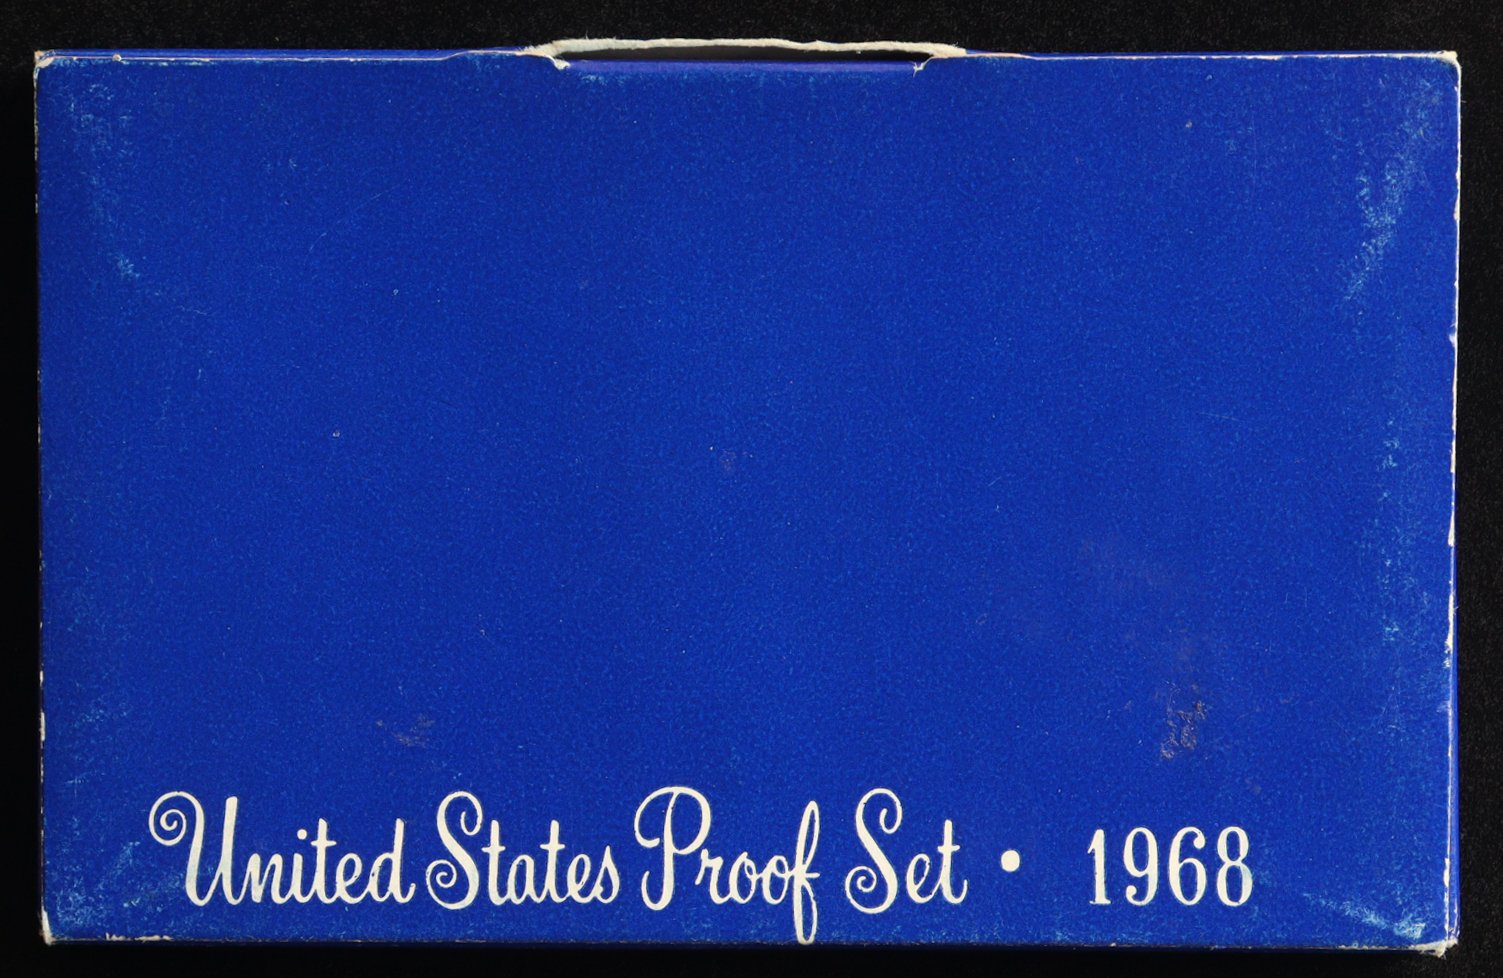 United States Proof Set • 1968